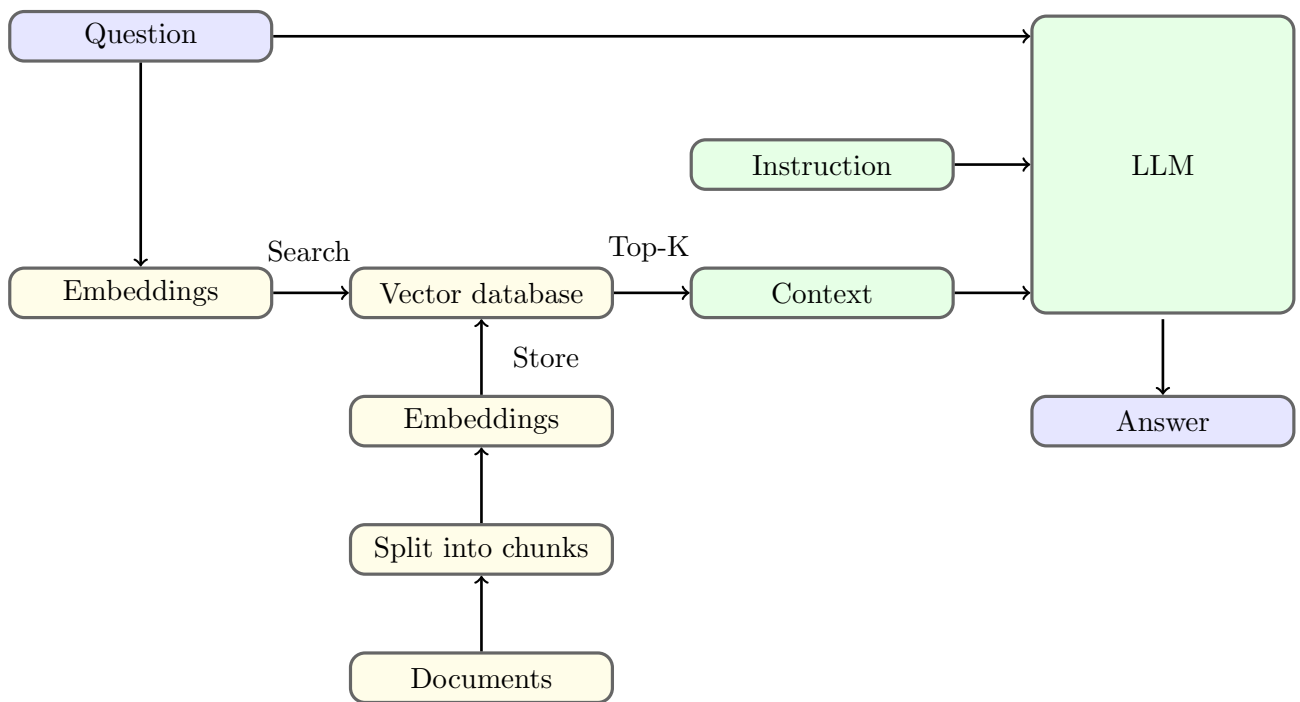 Question
Instruction
LLM
Search
Top-K
Embeddings
Vector database
Context
Store
Embeddings
Answer
Split into chunks
Documents